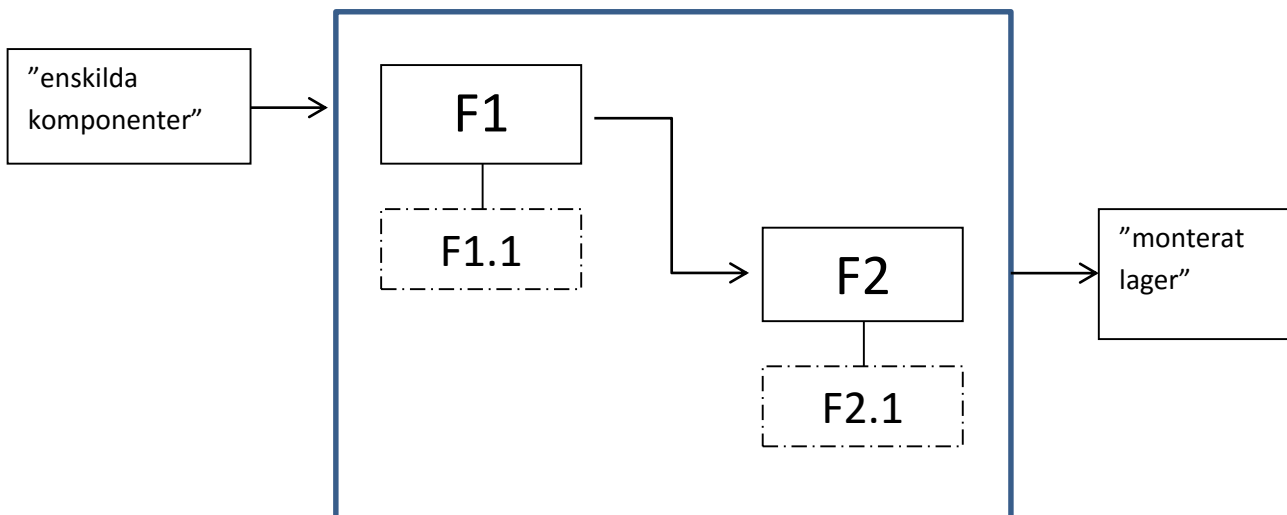 ”enskilda
komponenter”
F1
F1.1
F2
F2.1
”monterat
lager”